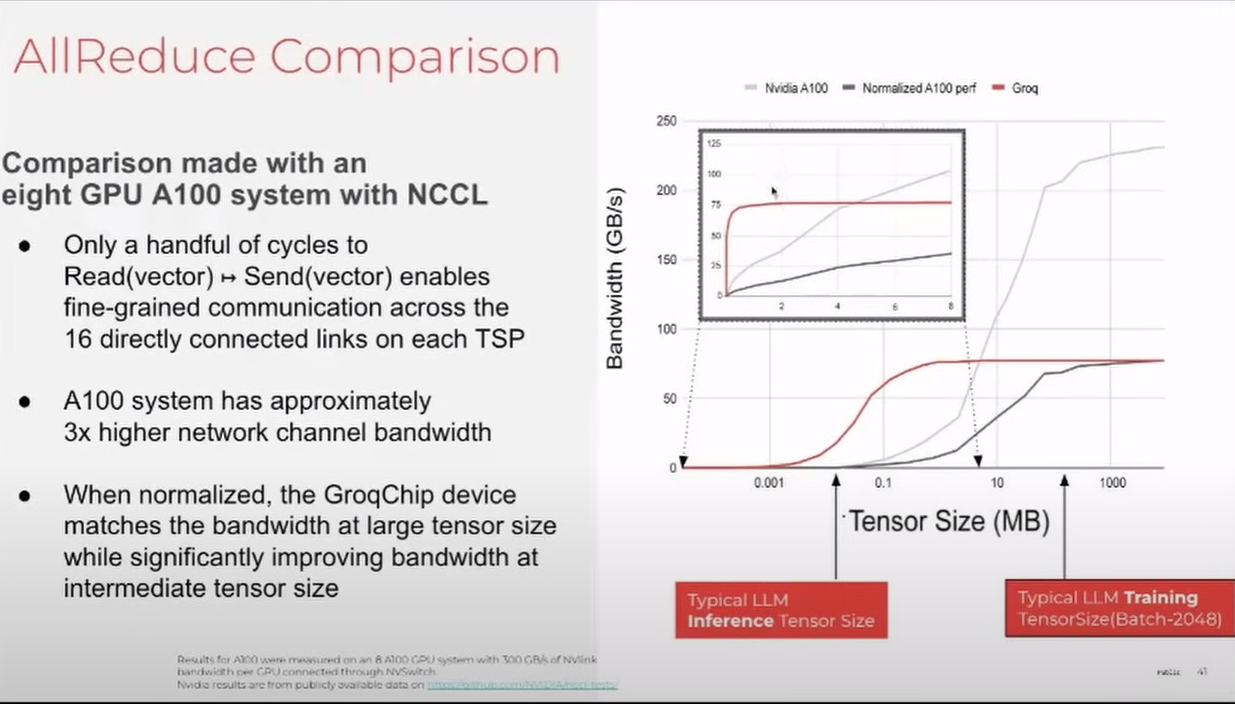 AllReduce Comparison
Comparison made with an
eight GPU A100 system with NCCL
● Only a handful of cycles to
Read(vector) ↦ Send(vector) enables
fine-grained communication across the
16 directly connected links on each TSP
● A100 system has approximately
3x higher network channel bandwidth
● When normalized, the GroqChip device
matches the bandwidth at large tensor size
while significantly improving bandwidth at
intermediate tensor size
Results for A100 were measured on an 8 A100 GPU system with 300 GB/s of NVlink
bandwidth per GPU connected through NVSwitch
Nvidia results are from publicly available data on https://github.com/NVIDIA/nccl-tests/
Nvidia A100 Normalized A100 perf Groq
Bandwidth (GB/s)
250
200
150
100
50
0
125
100
75
50
25
0
2 4 6 8
0.001 0.1 10 1000
Tensor Size (MB)
Typical LLM
Inference Tensor Size
Typical LLM Training
TensorSize(Batch-2048)
Public 41